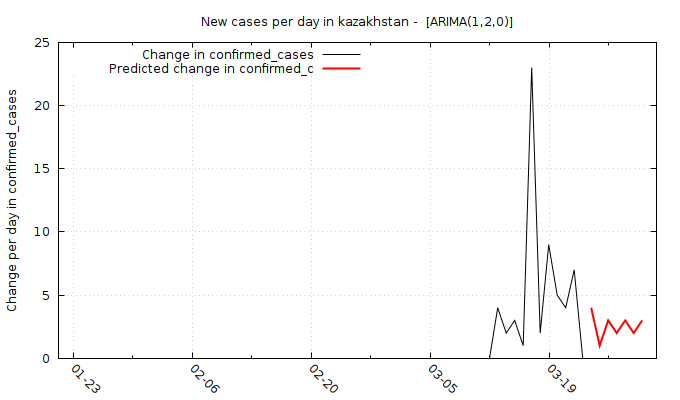 New cases per day in kazakhstan -  [ARIMA(1,2,0)]
Change in confirmed_cases
Predicted change in confirmed_c
Change per day in confirmed_cases
25
20
15
10
5
0
01-23
02-06
02-20
03-05
03-19